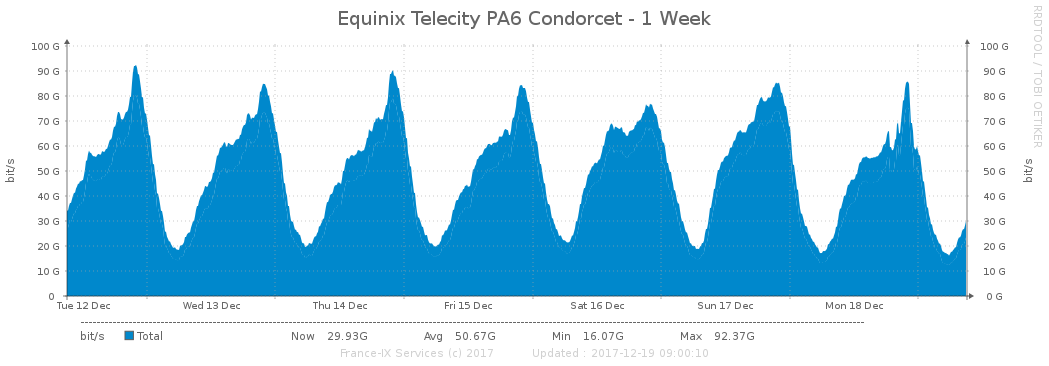 Equinix Telecity PA6 Condorcet - 1 Week
RRDTOOL / TOBI OETIKER
bit/s
100 G
90 G
80 G
70 G
60 G
50 G
40 G
30 G
20 G
10 G
0
100 G
90 G
80 G
70 G
60 G
50 G
40 G
30 G
20 G
10 G
0 G
bit/s
Tue 12 Dec Wed 13 Dec Thu 14 Dec Fri 15 Dec Sat 16 Dec Sun 17 Dec Mon 18 Dec
bit/s Total Now 29.93G Avg 50.67G Min 16.07G Max 92.37G
France-IX Services (c) 2017 Updated : 2017-12-19 09:00:10